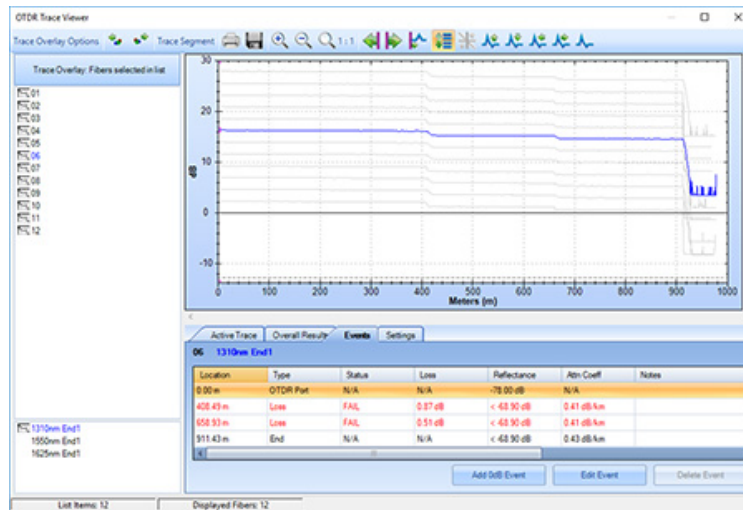 OTDR Trace Viewer
Trace Overlay Options Trace Segment 1:1
Trace Overlay: Fibers selected in list
01
02
03
04
05
06
07
08
09
10
11
12
30
20
10
0
-10
dB
0 100 200 300 400 500 600 700 800 900 1000
Meters (m)
Active Trace Overall Results Events Settings
06 1310nm End1
Location Type Status Loss Reflectance Attn Coeff Notes
0.00 m OTDR Port N/A N/A -78.00 dB N/A
408.49 m Loss FAIL 0.87 dB < -68.90 dB 0.41 dB/km
658.93 m Loss FAIL 0.51 dB < -68.90 dB 0.41 dB/km
911.43 m End N/A N/A < -68.90 dB 0.43 dB/km
1310nm End1
1550nm End1
1625nm End1
Add 0dB Event Edit Event Delete Event
List Items: 12 Displayed Fibers: 12